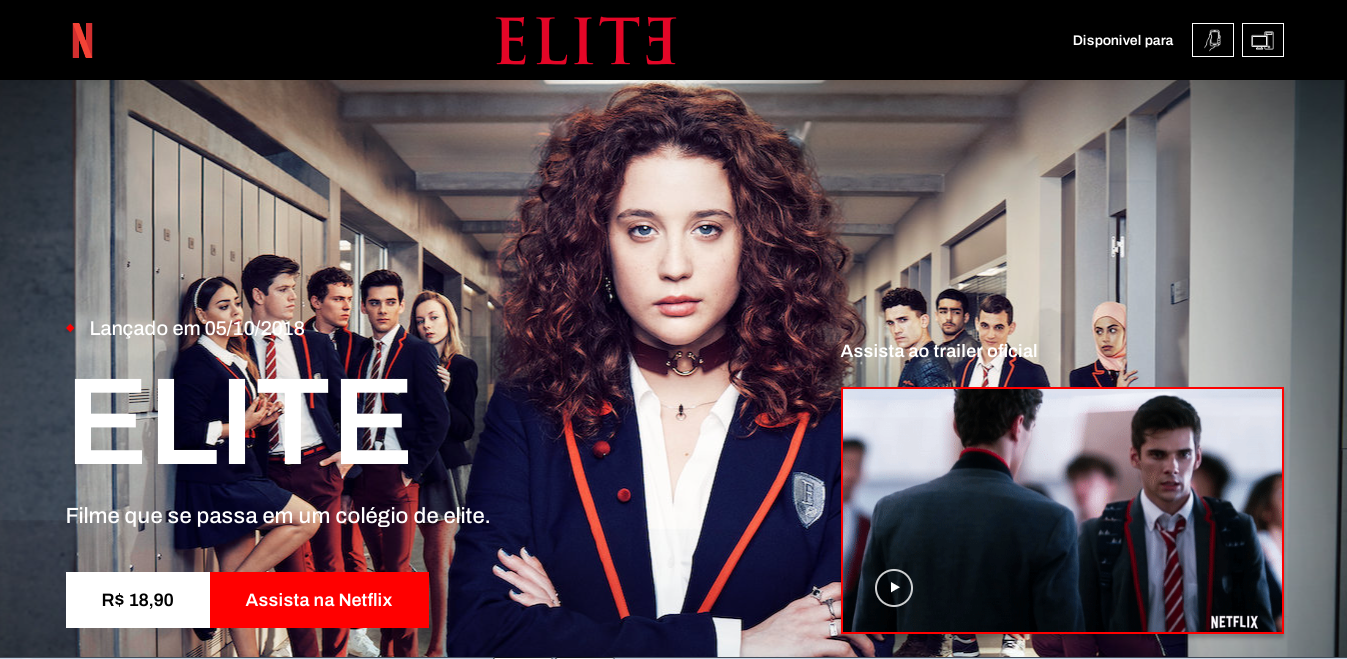 N
ELITE
Disponivel para
Lançado em 05/10/2018
ELITE
Filme que se passa em um colégio de elite.
R$ 18,90
Assista na Netflix
Assista ao trailer oficial
NETFLIX